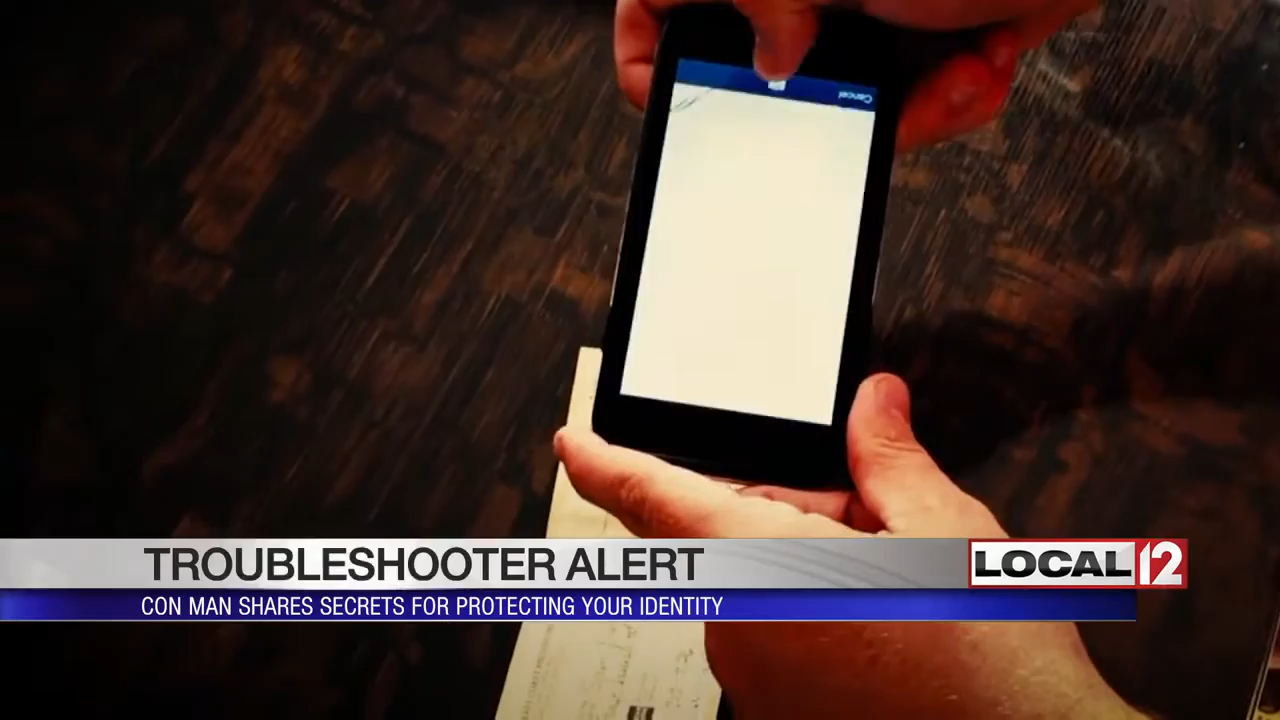 Cancel
TROUBLESHOOTER ALERT
LOCAL 12
CON MAN SHARES SECRETS FOR PROTECTING YOUR IDENTITY